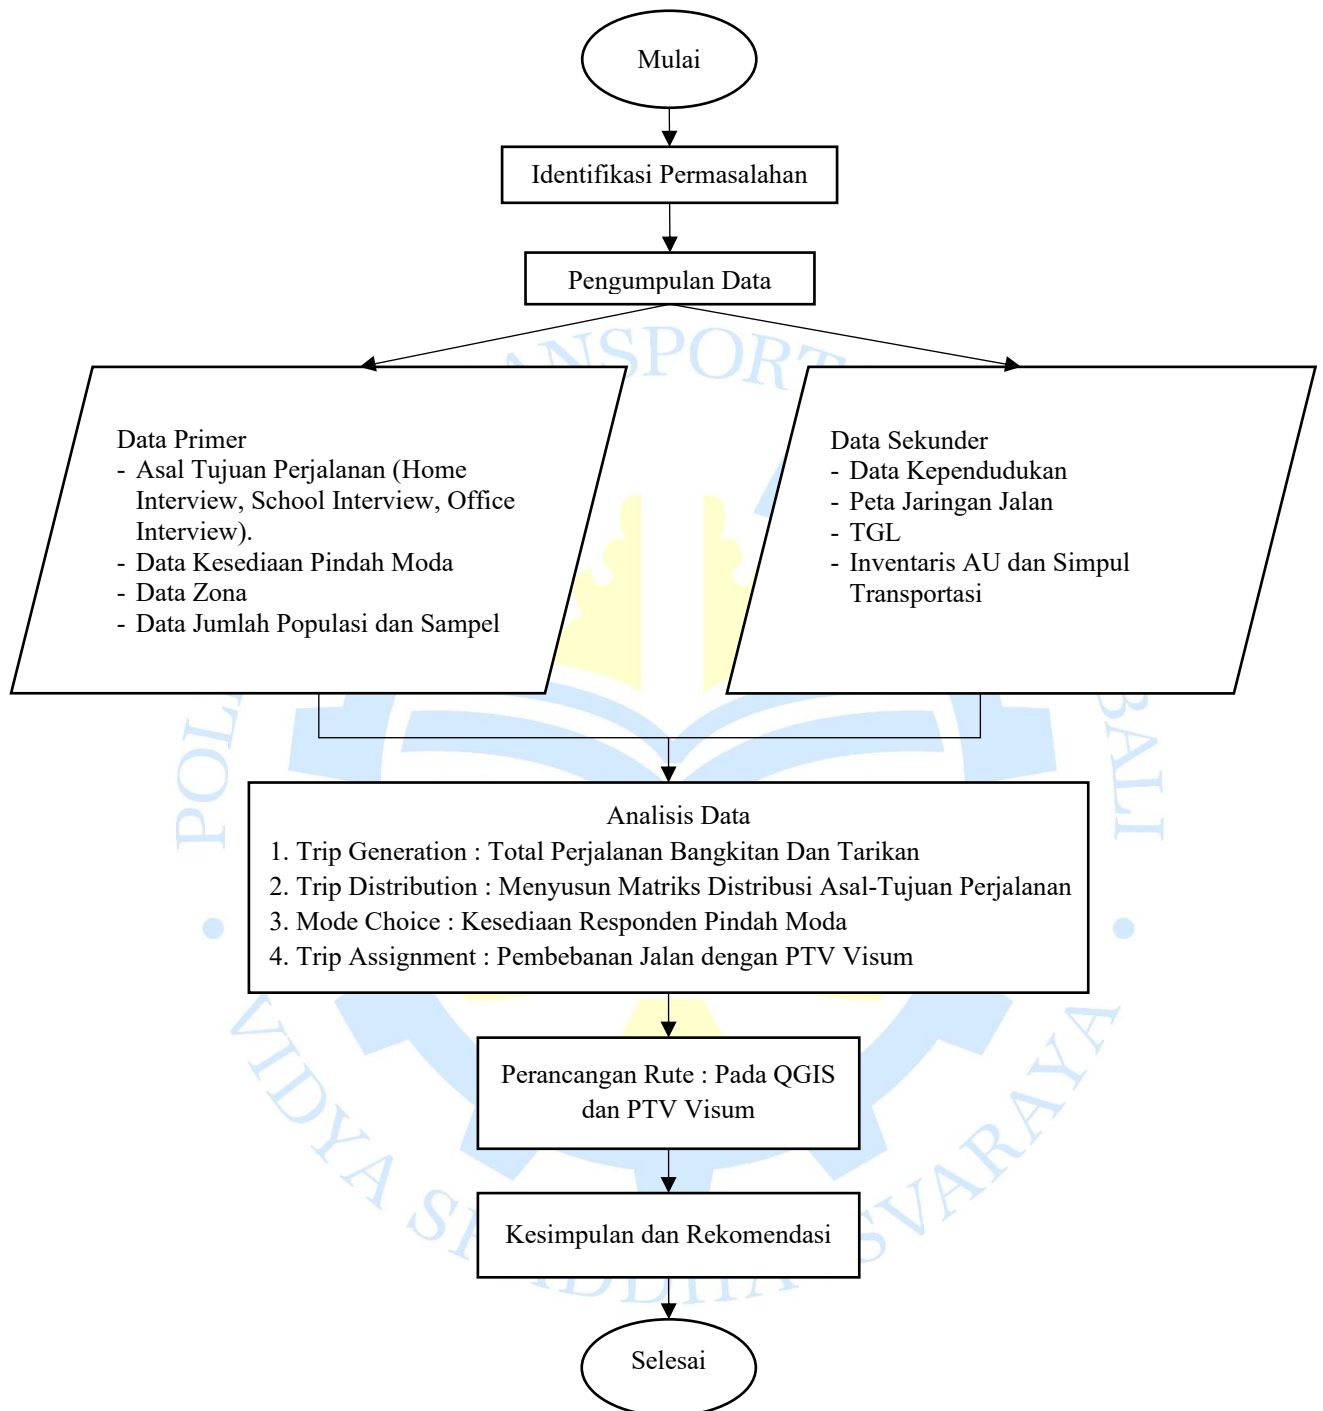 Mulai
Identifikasi Permasalahan
Pengumpulan Data
Data Primer
- Asal Tujuan Perjalanan (Home
Interview, School Interview, Office
Interview).
- Data Kesediaan Pindah Moda
- Data Zona
- Data Jumlah Populasi dan Sampel
Data Sekunder
- Data Kependudukan
- Peta Jaringan Jalan
- TGL
- Inventaris AU dan Simpul
Transportasi
Analisis Data
1. Trip Generation : Total Perjalanan Bangkitan Dan Tarikan
2. Trip Distribution : Menyusun Matriks Distribusi Asal-Tujuan Perjalanan
3. Mode Choice : Kesediaan Responden Pindah Moda
4. Trip Assignment : Pembebanan Jalan dengan PTV Visum
Perancangan Rute : Pada QGIS
dan PTV Visum
Kesimpulan dan Rekomendasi
Selesai
BALI
VIDYA
SVARAYA